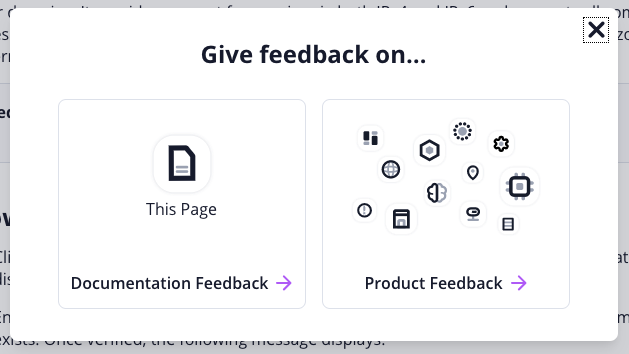 Give feedback on...
This Page
Documentation Feedback
Product Feedback
exists. Once verified, the following message displays: